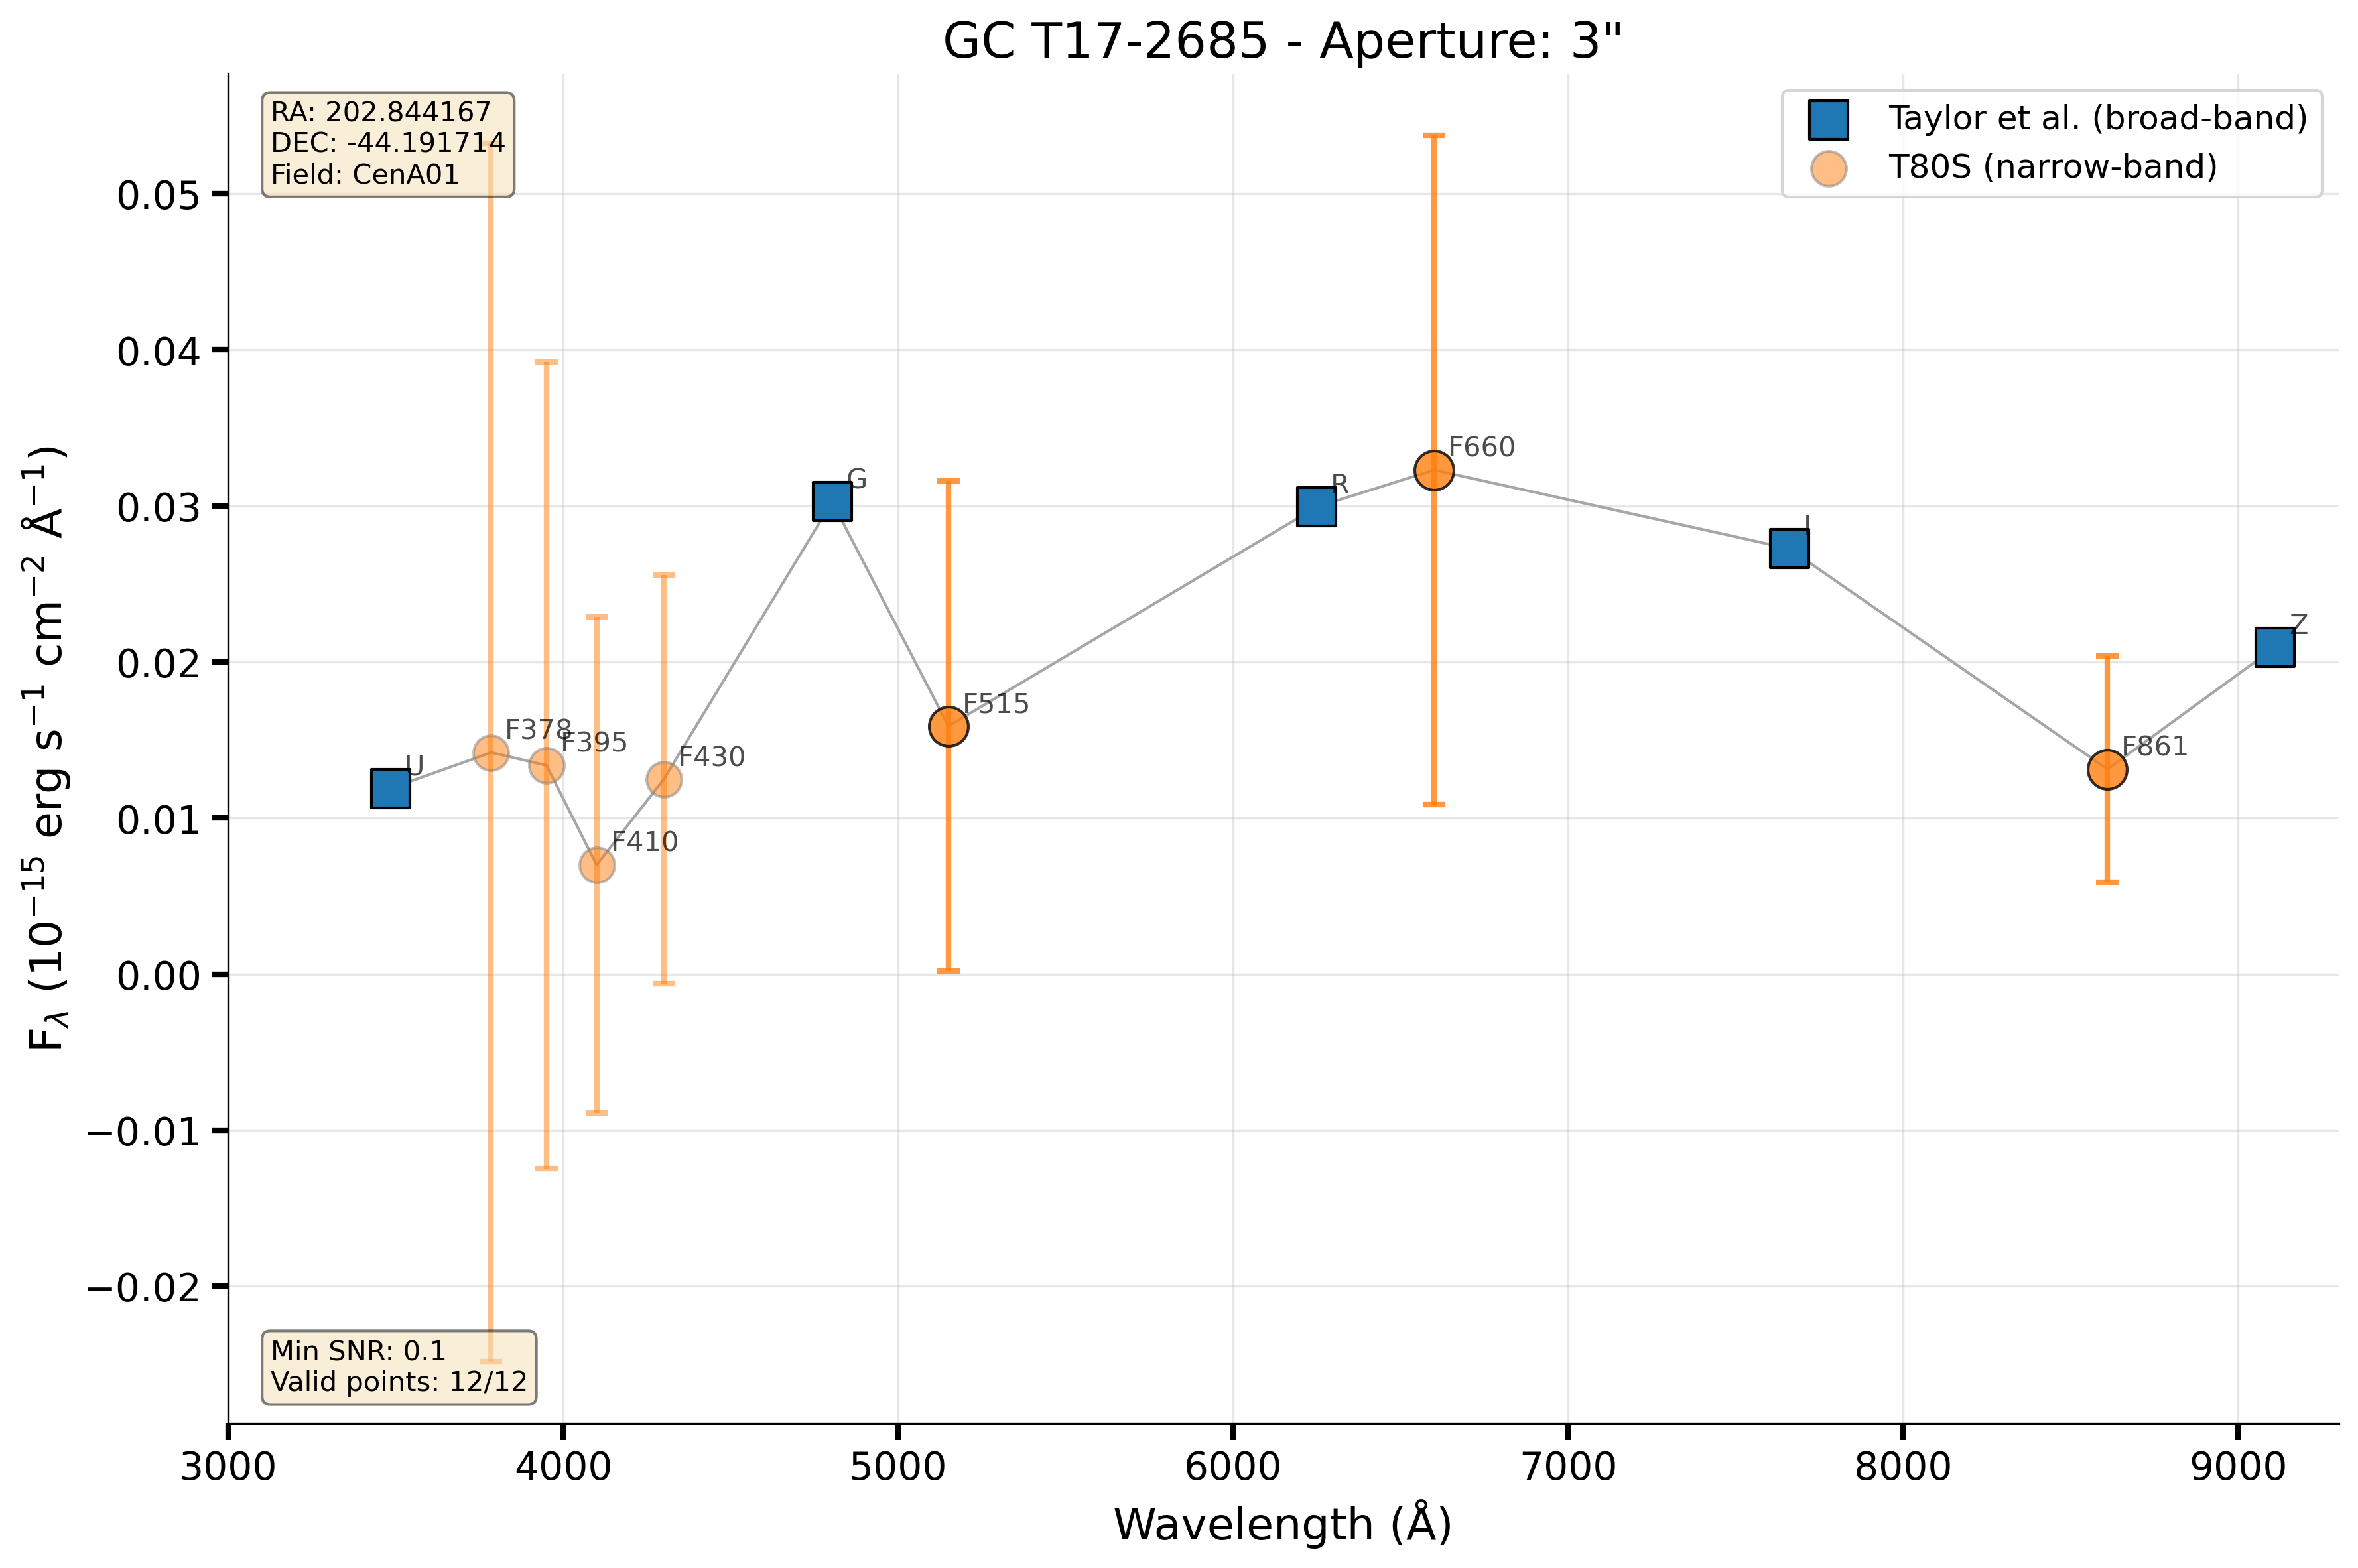 GC T17-2685 - Aperture: 3"
RA: 202.844167
DEC: -44.191714
Field: CenA01
Taylor et al. (broad-band)
T80S (narrow-band)
F_λ (10⁻¹⁵ erg s⁻¹ cm⁻² Å⁻¹)
0.05
0.04
0.03
0.02
0.01
0.00
−0.01
−0.02
U
F378
F395
F410
F430
G
F515
R
F660
I
F861
Z
Min SNR: 0.1
Valid points: 12/12
3000
4000
5000
6000
7000
8000
9000
Wavelength (Å)